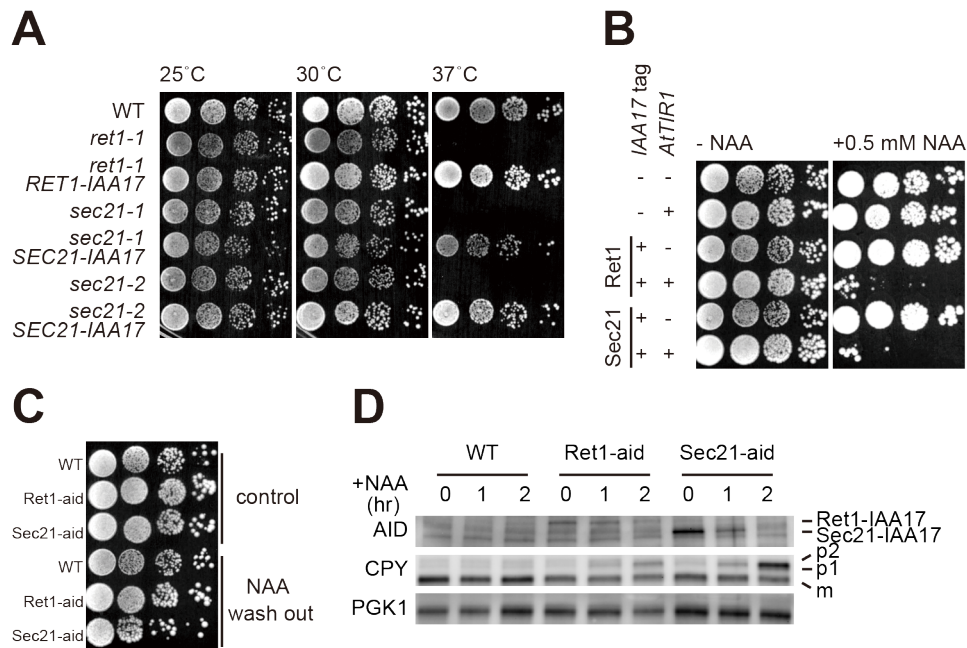 A
25°C 30°C 37°C
WT
ret1-1
ret1-1
RET1-IAA17
sec21-1
sec21-1
SEC21-IAA17
sec21-2
sec21-2
SEC21-IAA17
B
IAA17 tag
AtTIR1
- NAA +0.5 mM NAA
- -
- +
Ret1
+ -
+ +
Sec21
+ -
+ +
C
WT
Ret1-aid
Sec21-aid
control
WT
Ret1-aid
Sec21-aid
NAA
wash out
D
WT Ret1-aid Sec21-aid
+NAA
(hr)
0 1 2 0 1 2 0 1 2
AID
Ret1-IAA17
Sec21-IAA17
CPY
p2
p1
m
PGK1